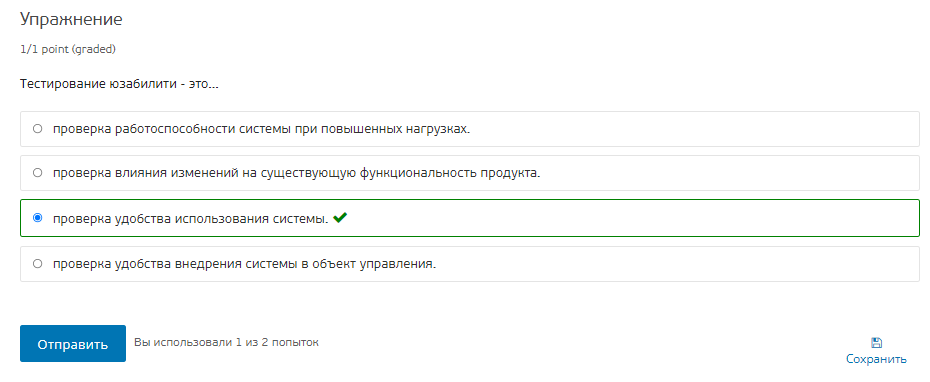 Упражнение
1/1 point (graded)
Тестирование юзабилити - это...
проверка работоспособности системы при повышенных нагрузках.
проверка влияния изменений на существующую функциональность продукта.
проверка удобства использования системы.
проверка удобства внедрения системы в объект управления.
Отправить
Вы использовали 1 из 2 попыток
Сохранить